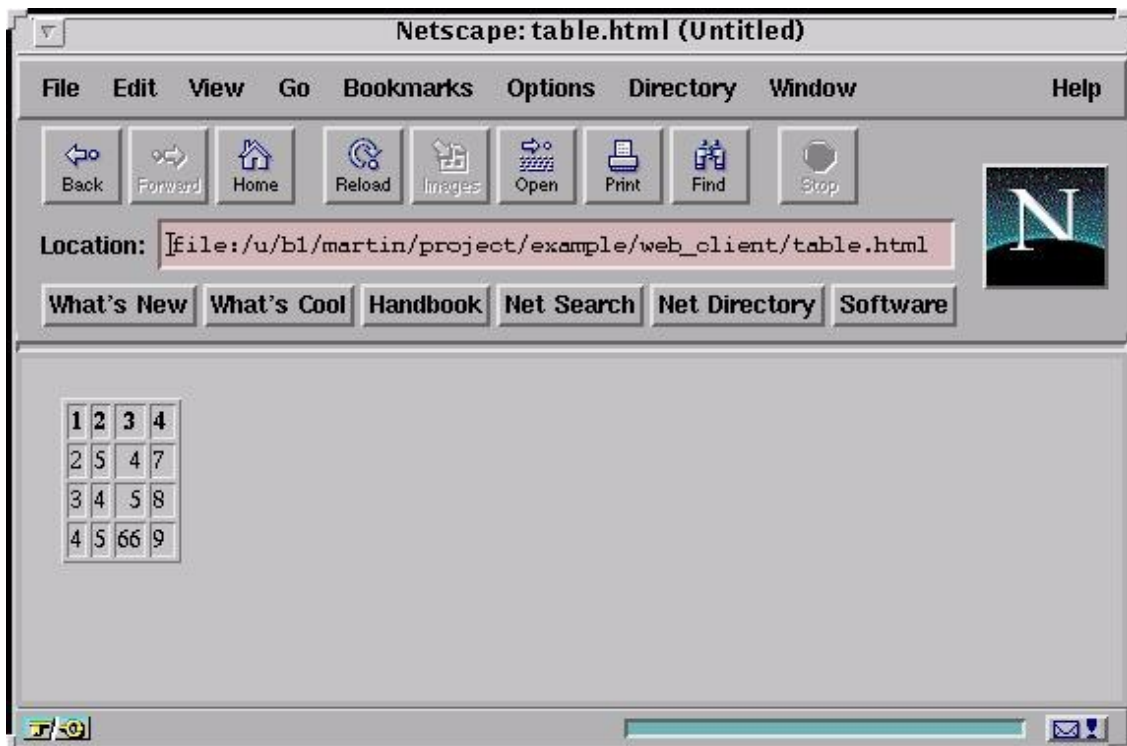 Netscape: table.html (Untitled)
File Edit View Go Bookmarks Options Directory Window Help
Back Forward Home Reload Images Open Print Find Stop
N
Location: file:/u/b1/martin/project/example/web_client/table.html
What's New What's Cool Handbook Net Search Net Directory Software
1 2 3 4
2 5 4 7
3 4 5 8
4 5 66 9